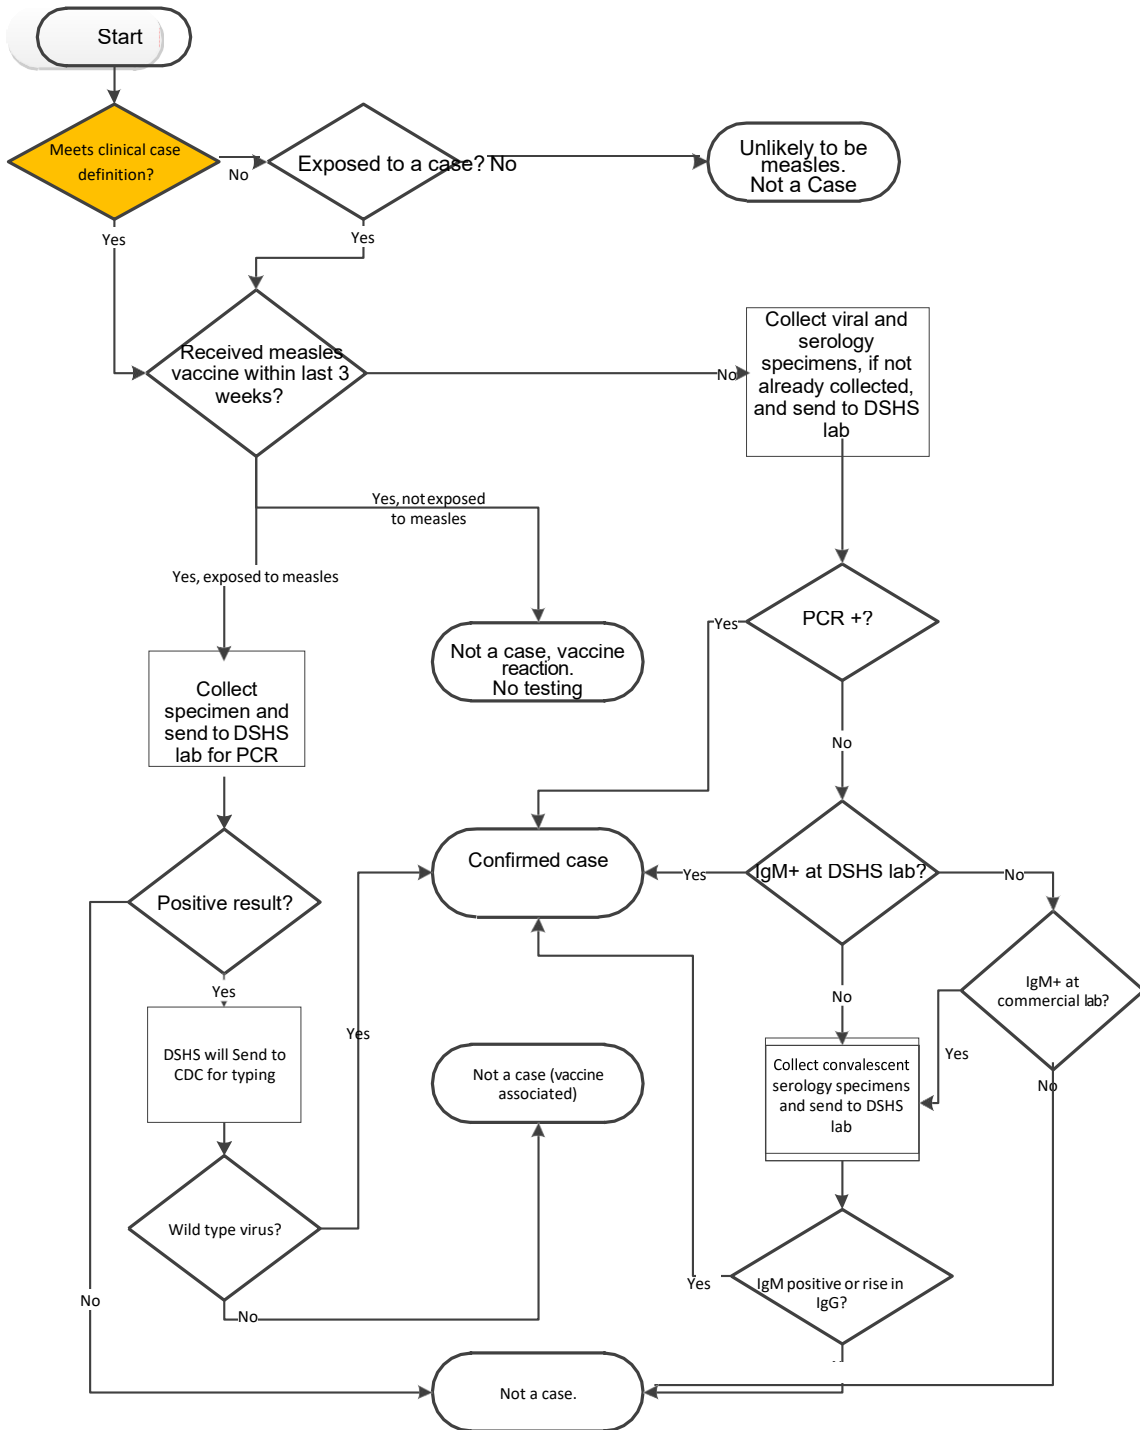 Start
Meets clinical case
definition?
No
Exposed to a case? No
Unlikely to be
measles.
Not a Case
Yes
Yes
Received measles
vaccine within last 3
weeks?
No
Collect viral and
serology
specimens, if not
already collected,
and send to DSHS
lab
Yes, not exposed
to measles
Yes, exposed to measles
Not a case, vaccine
reaction.
No testing
PCR +?
Yes
No
Collect
specimen and
send to DSHS
lab for PCR
Confirmed case
Yes
IgM+ at DSHS lab?
No
Positive result?
Yes
No
IgM+ at
commercial lab?
Yes
No
DSHS will Send to
CDC for typing
Yes
Not a case (vaccine
associated)
Collect convalescent
serology specimens
and send to DSHS
lab
Wild type virus?
No
No
Yes
IgM positive or rise in
IgG?
Not a case.